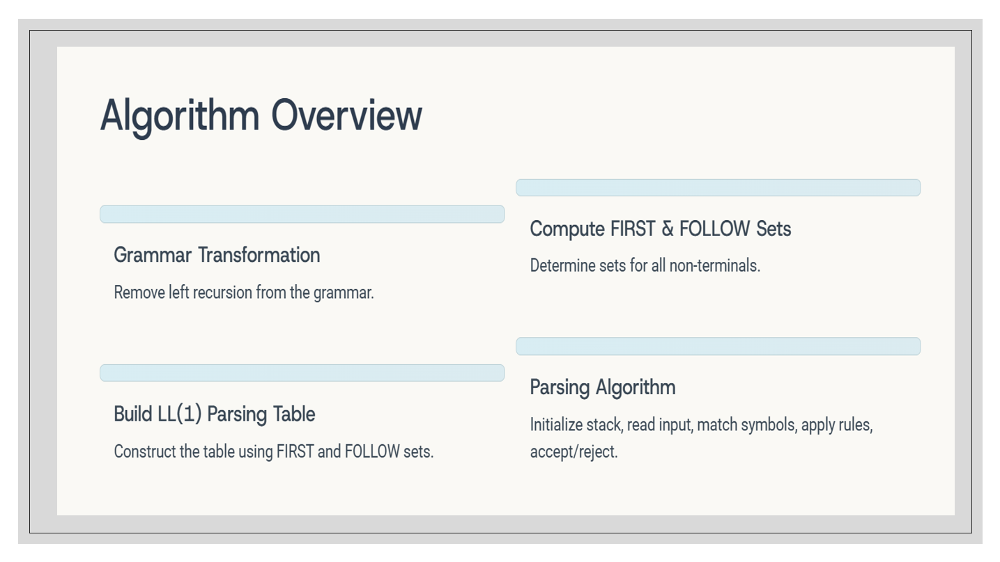 Algorithm Overview
Grammar Transformation
Remove left recursion from the grammar.
Compute FIRST & FOLLOW Sets
Determine sets for all non-terminals.
Build LL(1) Parsing Table
Construct the table using FIRST and FOLLOW sets.
Parsing Algorithm
Initialize stack, read input, match symbols, apply rules,
accept/reject.